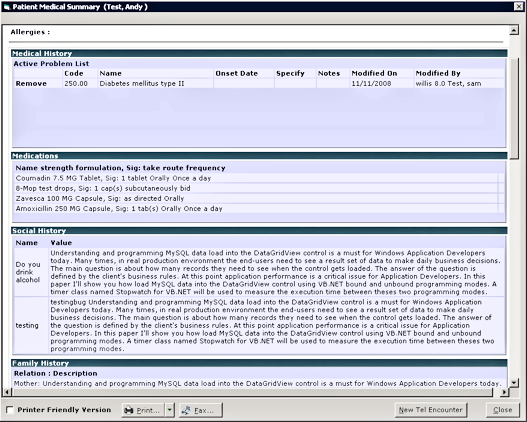 Patient Medical Summary (Test, Andy )
Allergies :
Medical History
Active Problem List
Code Name Onset Date Specify Notes Modified On Modified By
Remove 250.00 Diabetes mellitus type II 11/11/2008 willis 8.0 Test, sam
Medications
Name strength formulation, Sig: take route frequency
Coumadin 7.5 MG Tablet, Sig: 1 tablet Orally Once a day
8-Mop test drops, Sig: 1 cap(s) subcutaneously bid
Zavesca 100 MG Capsule, Sig: as directed Orally
Amoxicillin 250 MG Capsule, Sig: 1 tab(s) Orally Once a day
Social History
Name Value
Do you drink alcohol
Understanding and programming MySQL data load into the DataGridView control is a must for Windows Application Developers
today. Many times, in real production environment the end-users need to see a result set of data to make daily business decisions.
The main question is about how many records they need to see when the control gets loaded. The answer of the question is
defined by the client's business rules. At this point application performance is a critical issue for Application Developers. In this
paper I'll show you how load MySQL data into the DataGridView control using VB.NET bound and unbound programming modes. A
timer class named Stopwatch for VB.NET will be used to measure the execution time between theses two programming modes.
testing
testingbug Understanding and programming MySQL data load into the DataGridView control is a must for Windows Application
Developers today. Many times, in real production environment the end-users need to see a result set of data to make daily
business decisions. The main question is about how many records they need to see when the control gets loaded. The answer of
the question is defined by the client's business rules. At this point application performance is a critical issue for Application
Developers. In this paper I'll show you how load MySQL data into the DataGridView control using VB.NET bound and unbound
programming modes. A timer class named Stopwatch for VB.NET will be used to measure the execution time between theses two
programming modes.
Family History
Relation : Description
Mother: Understanding and programming MySQL data load into the DataGridView control is a must for Windows Application Developers today.
Printer Friendly Version Print... Fax... New Tel Encounter Close